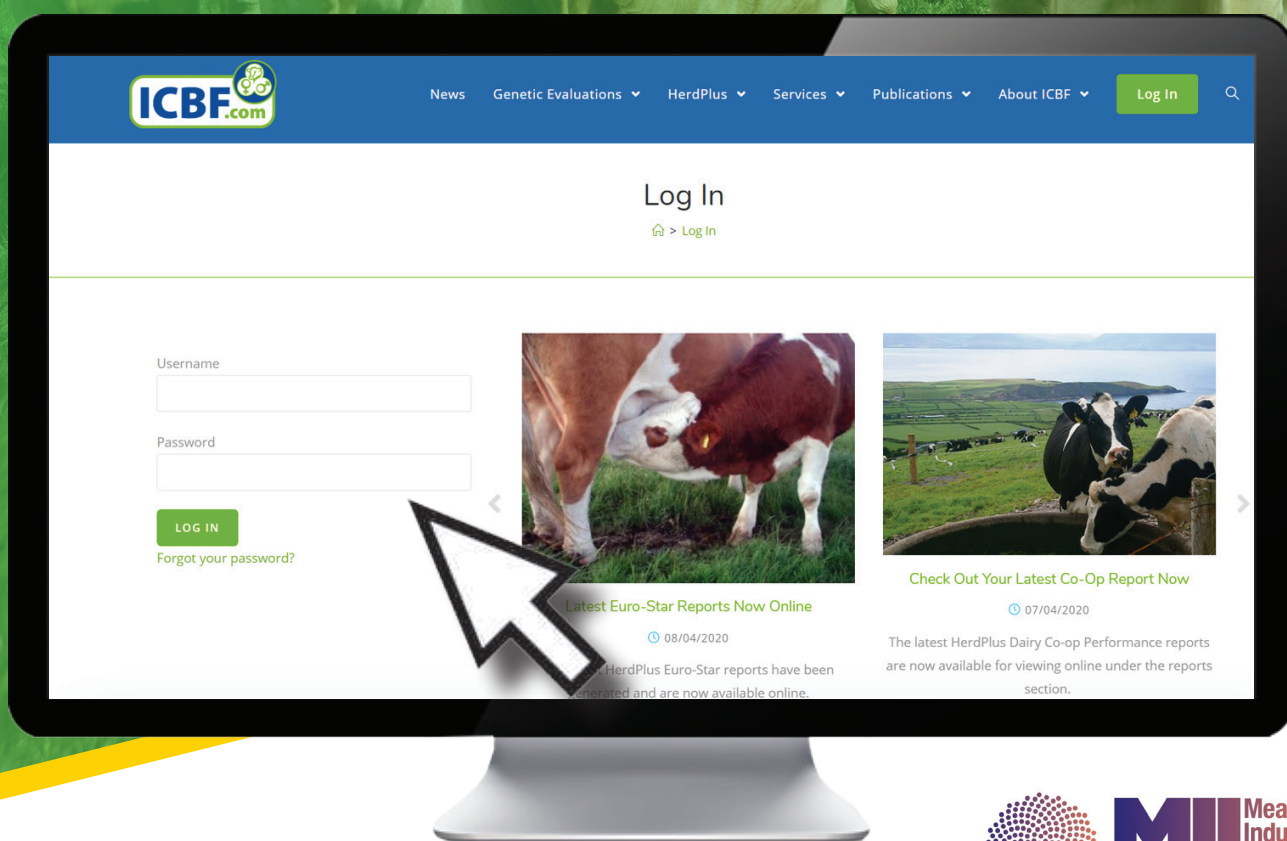 ICBF.com
News Genetic Evaluations HerdPlus Services Publications About ICBF Log In
Log In
> Log In
Username
Password
LOG IN
Forgot your password?
Latest Euro-Star Reports Now Online
08/04/2020
HerdPlus Euro-Star reports have been
generated and are now available online.
Check Out Your Latest Co-Op Report Now
07/04/2020
The latest HerdPlus Dairy Co-op Performance reports
are now available for viewing online under the reports
section.
MII